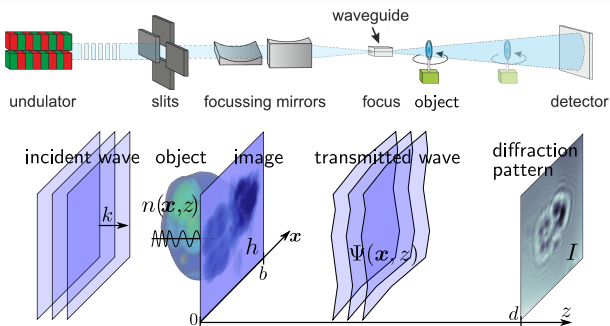 waveguide
undulator
slits
focussing mirrors
focus
object
detector
incident wave
object
image
transmitted wave
diffraction
pattern
k
n(x,z)
h
b
x
Ψ(x, z)
I
0
d
z